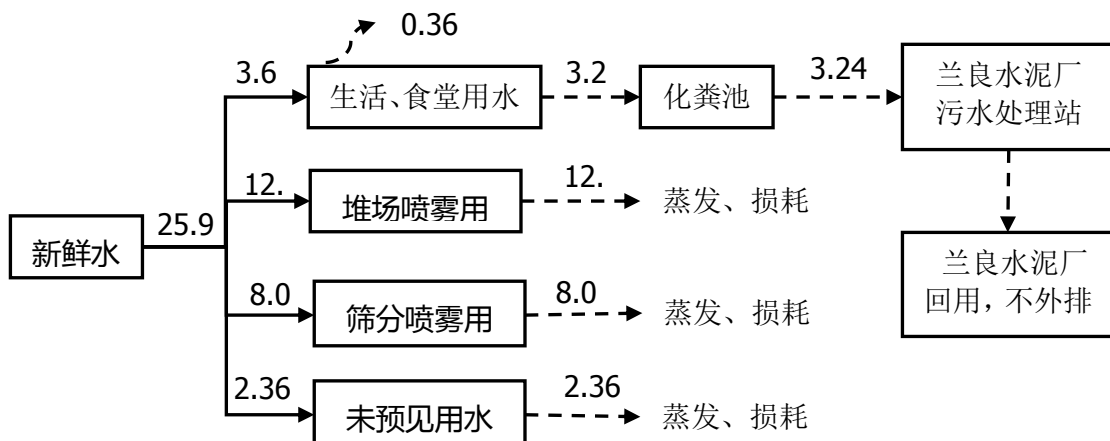 0.36
3.6
生活、食堂用水
3.2
化粪池
3.24
兰良水泥厂
污水处理站
12.
堆场喷雾用
12.
蒸发、损耗
新鲜水
25.9
兰良水泥厂
回用，不外排
8.0
筛分喷雾用
8.0
蒸发、损耗
2.36
未预见用水
2.36
蒸发、损耗